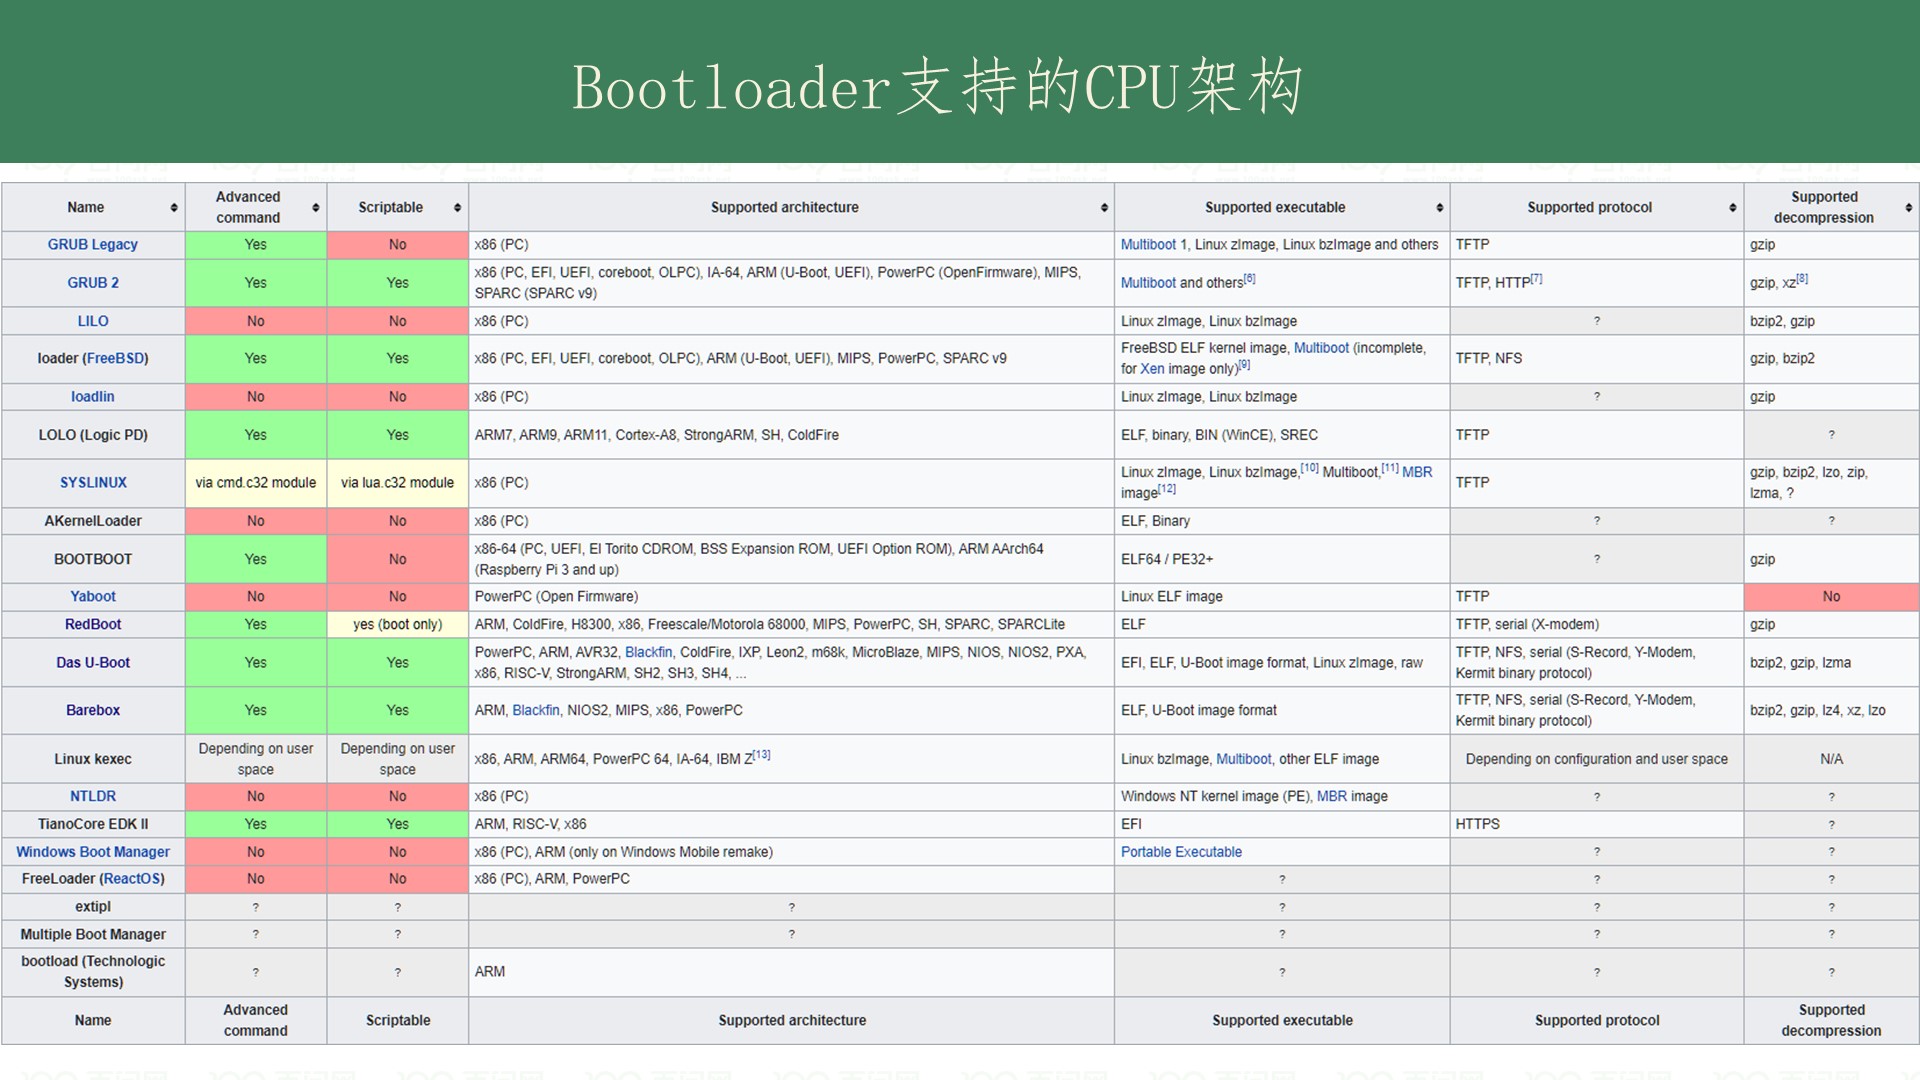 Bootloader支持的CPU架构
Name Advanced command Scriptable Supported architecture Supported executable Supported protocol Supported decompression
GRUB Legacy Yes No x86 (PC) Multiboot 1, Linux zImage, Linux bzImage and others TFTP gzip
GRUB 2 Yes Yes x86 (PC, EFI, UEFI, coreboot, OLPC), IA-64, ARM (U-Boot, UEFI), PowerPC (OpenFirmware), MIPS, SPARC (SPARC v9) Multiboot and others[6] TFTP, HTTP[7] gzip, xz[8]
LILO No No x86 (PC) Linux zImage, Linux bzImage ? bzip2, gzip
loader (FreeBSD) Yes Yes x86 (PC, EFI, UEFI, coreboot, OLPC), ARM (U-Boot, UEFI), MIPS, PowerPC, SPARC v9 FreeBSD ELF kernel image, Multiboot (incomplete, for Xen image only)[9] TFTP, NFS gzip, bzip2
loadlin No No x86 (PC) Linux zImage, Linux bzImage ? gzip
LOLO (Logic PD) Yes Yes ARM7, ARM9, ARM11, Cortex-A8, StrongARM, SH, ColdFire ELF, binary, BIN (WinCE), SREC TFTP ?
SYSLINUX via cmd.c32 module via lua.c32 module x86 (PC) Linux zImage, Linux bzImage,[10] Multiboot,[11] MBR image[12] TFTP gzip, bzip2, lzo, zip, lzma, ?
AKernelLoader No No x86 (PC) ELF, Binary ? ?
BOOTBOOT Yes No x86-64 (PC, UEFI, El Torito CDROM, BSS Expansion ROM, UEFI Option ROM), ARM AArch64 (Raspberry Pi 3 and up) ELF64 / PE32+ ? gzip
Yaboot No No PowerPC (Open Firmware) Linux ELF image TFTP No
RedBoot Yes yes (boot only) ARM, ColdFire, H8300, x86, Freescale/Motorola 68000, MIPS, PowerPC, SH, SPARC, SPARCLite ELF TFTP, serial (X-modem) gzip
Das U-Boot Yes Yes PowerPC, ARM, AVR32, Blackfin, ColdFire, IXP, Leon2, m68k, MicroBlaze, MIPS, NIOS, NIOS2, PXA, x86, RISC-V, StrongARM, SH2, SH3, SH4, ... EFI, ELF, U-Boot image format, Linux zImage, raw TFTP, NFS, serial (S-Record, Y-Modem, Kermit binary protocol) bzip2, gzip, lzma
Barebox Yes Yes ARM, Blackfin, NIOS2, MIPS, x86, PowerPC ELF, U-Boot image format TFTP, NFS, serial (S-Record, Y-Modem, Kermit binary protocol) bzip2, gzip, lz4, xz, lzo
Linux kexec Depending on user space Depending on user space x86, ARM, ARM64, PowerPC 64, IA-64, IBM Z[13] Linux bzImage, Multiboot, other ELF image Depending on configuration and user space N/A
NTLDR No No x86 (PC) Windows NT kernel image (PE), MBR image ? ?
TianoCore EDK II Yes Yes ARM, RISC-V, x86 EFI HTTPS ?
Windows Boot Manager No No x86 (PC), ARM (only on Windows Mobile remake) Portable Executable ? ?
FreeLoader (ReactOS) No No x86 (PC), ARM, PowerPC ? ? ?
extipl ? ? ? ? ? ?
Multiple Boot Manager ? ? ? ? ? ?
bootload (Technologic Systems) ? ? ARM ? ? ?
Name Advanced command Scriptable Supported architecture Supported executable Supported protocol Supported decompression